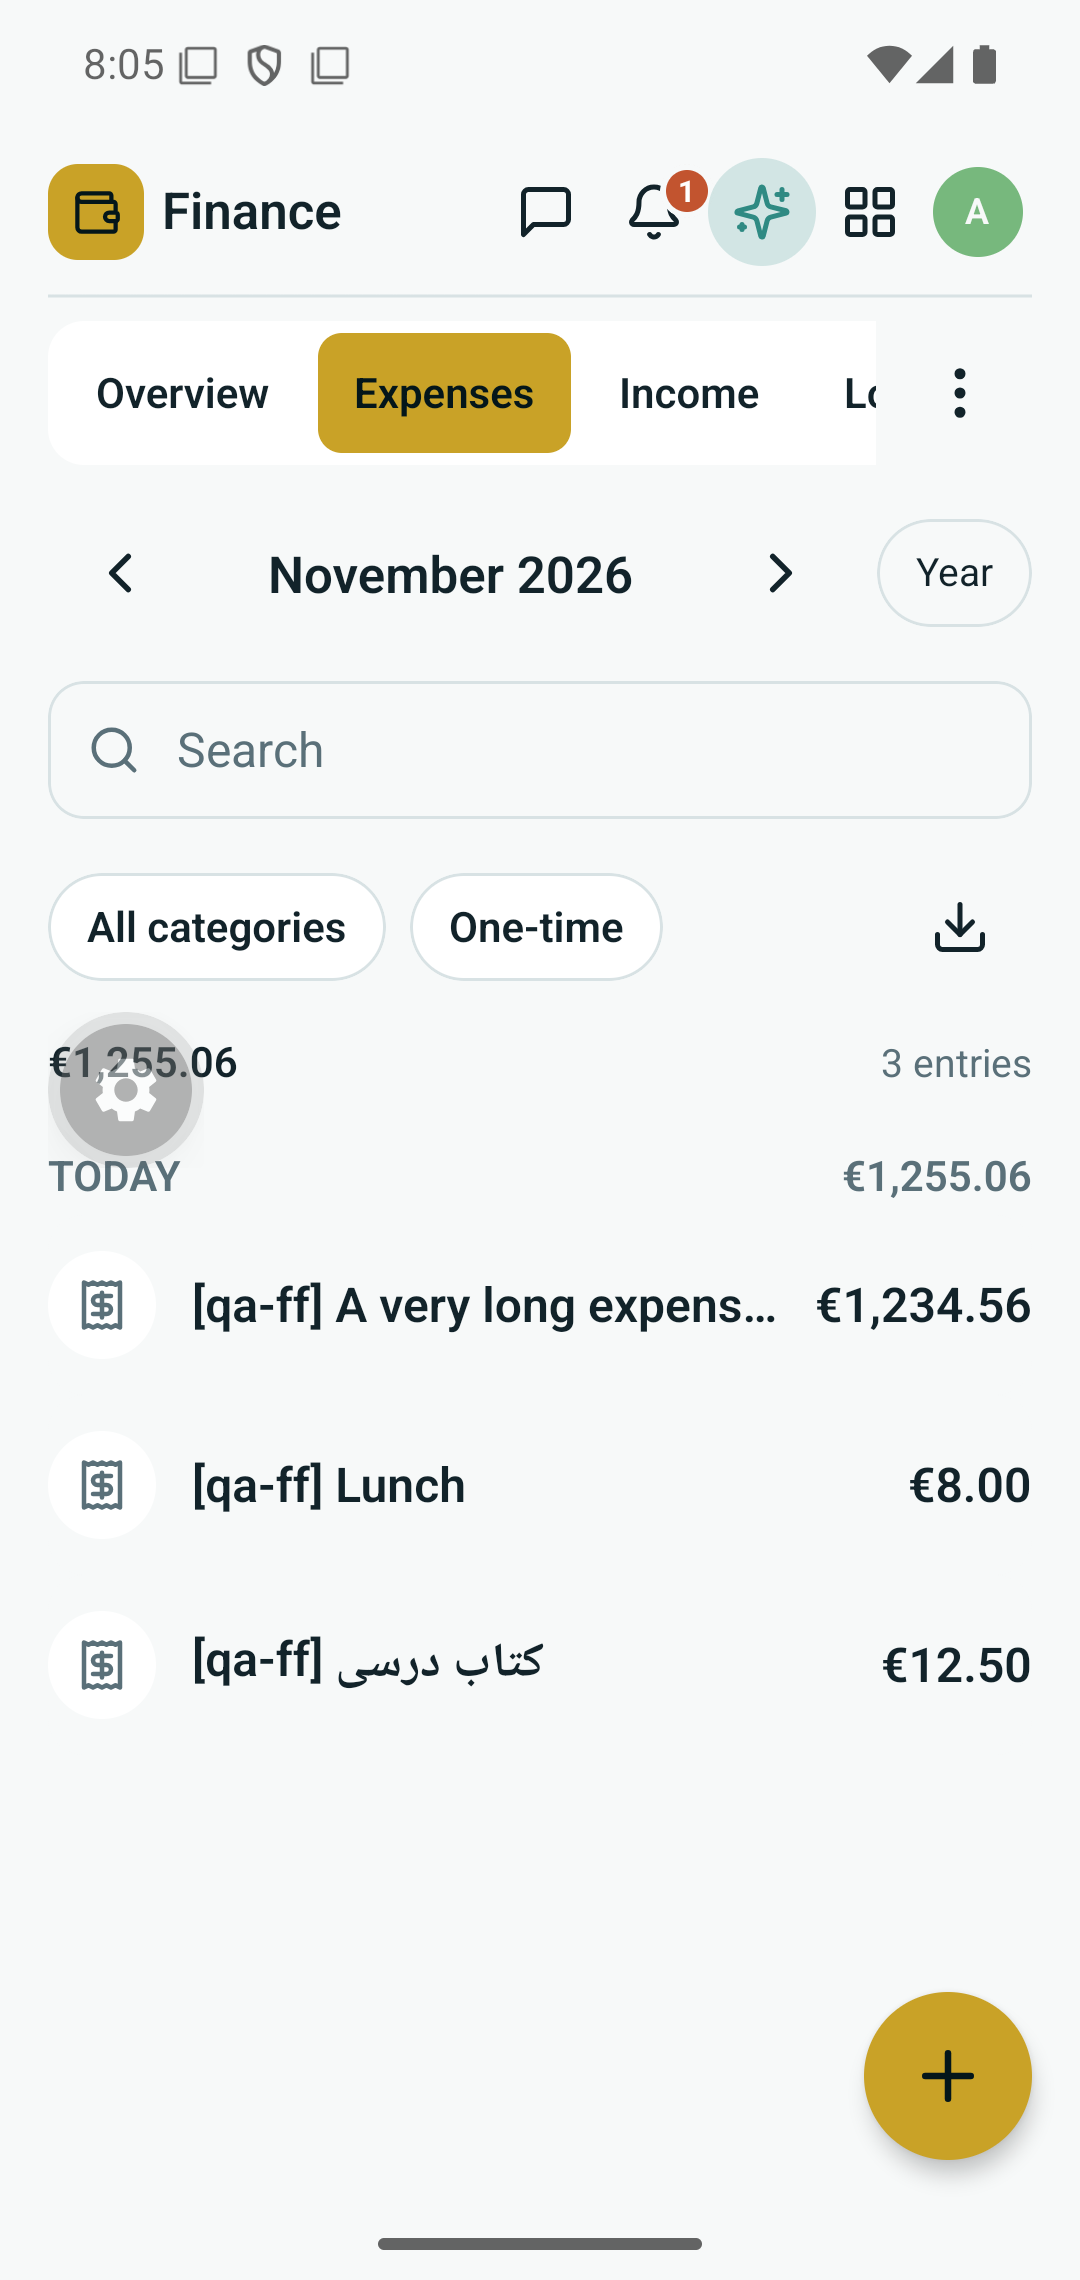 8:05
Finance
1
A
Overview
Expenses
Income
November 2026
Year
Search
All categories
One-time
€1,255.06
3 entries
TODAY
€1,255.06
[qa-ff] A very long expens...
€1,234.56
[qa-ff] Lunch
€8.00
[qa-ff] کتاب درسی
€12.50